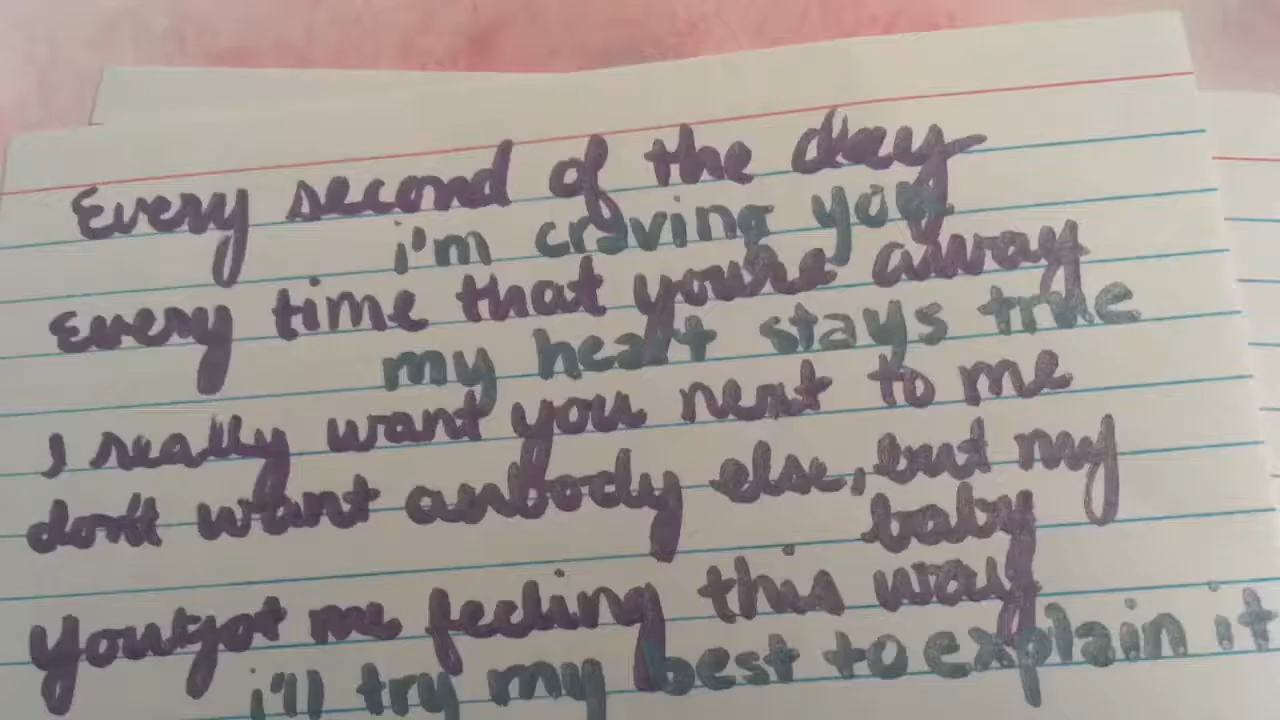 Every second of the day
i'm craving you
Every time that you're away
my heart stays true
I really want you next to me
don't want anbody else, but my
baby
You got me feeling this way
i'll try my best to explain it